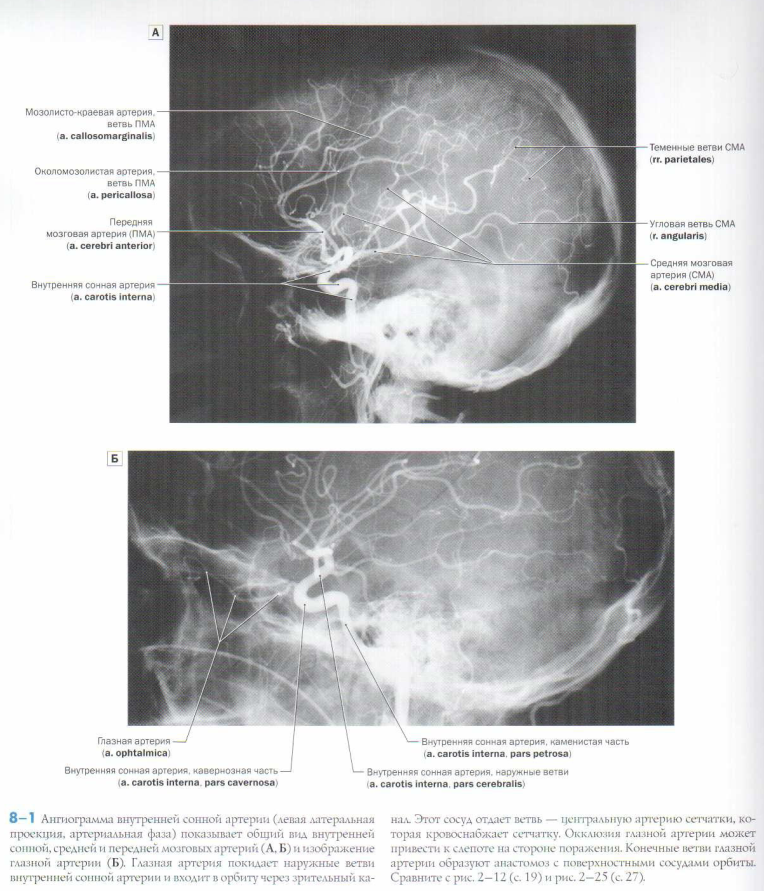 А
Мозолисто-краевая артерия,
ветвь ПМА
(a. callosomarginalis)
Околомозолистая артерия,
ветвь ПМА
(a. pericallosa)
Передняя
мозговая артерия (ПМА)
(a. cerebri anterior)
Внутренняя сонная артерия
(a. carotis interna)
Теменные ветви СМА
(rr. parietales)
Угловая ветвь СМА
(r. angularis)
Средняя мозговая
артерия (СМА)
(a. cerebri media)
Б
Глазная артерия
(a. ophtalmica)
Внутренняя сонная артерия, кавернозная часть
(a. carotis interna, pars cavernosa)
Внутренняя сонная артерия, каменистая часть
(a. carotis interna, pars petrosa)
Внутренняя сонная артерия, наружные ветви
(a. carotis interna, pars cerebralis)
8–1 Ангиограмма внутренней сонной артерии (левая латеральная
проекция, артериальная фаза) показывает общий вид внутренней
сонной, средней и передней мозговых артерий (А, Б) и изображение
глазной артерии (Б). Глазная артерия покидает наружные ветви
внутренней сонной артерии и входит в орбиту через зрительный ка-
нал. Этот сосуд отдает ветвь — центральную артерию сетчатки, ко-
торая кровоснабжает сетчатку. Окклюзия глазной артерии может
привести к слепоте на стороне поражения. Конечные ветви глазной
артерии образуют анастомоз с поверхностными сосудами орбиты.
Сравните с рис. 2–12 (с. 19) и рис. 2–25 (с. 27).